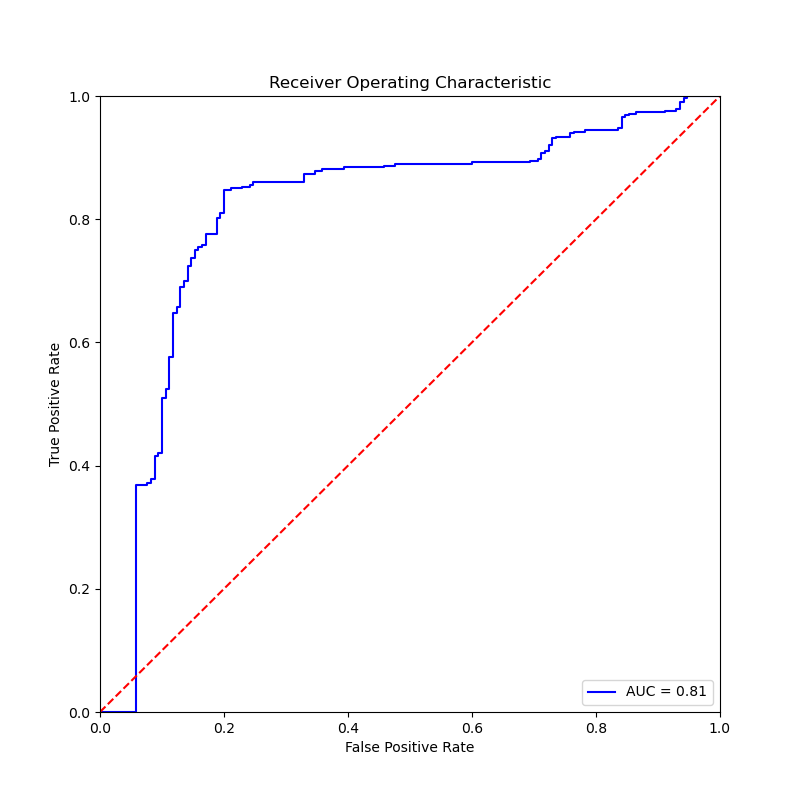 Receiver Operating Characteristic
1.0
0.8
0.6
0.4
0.2
0.0
True Positive Rate
AUC = 0.81
0.0 0.2 0.4 0.6 0.8 1.0
False Positive Rate